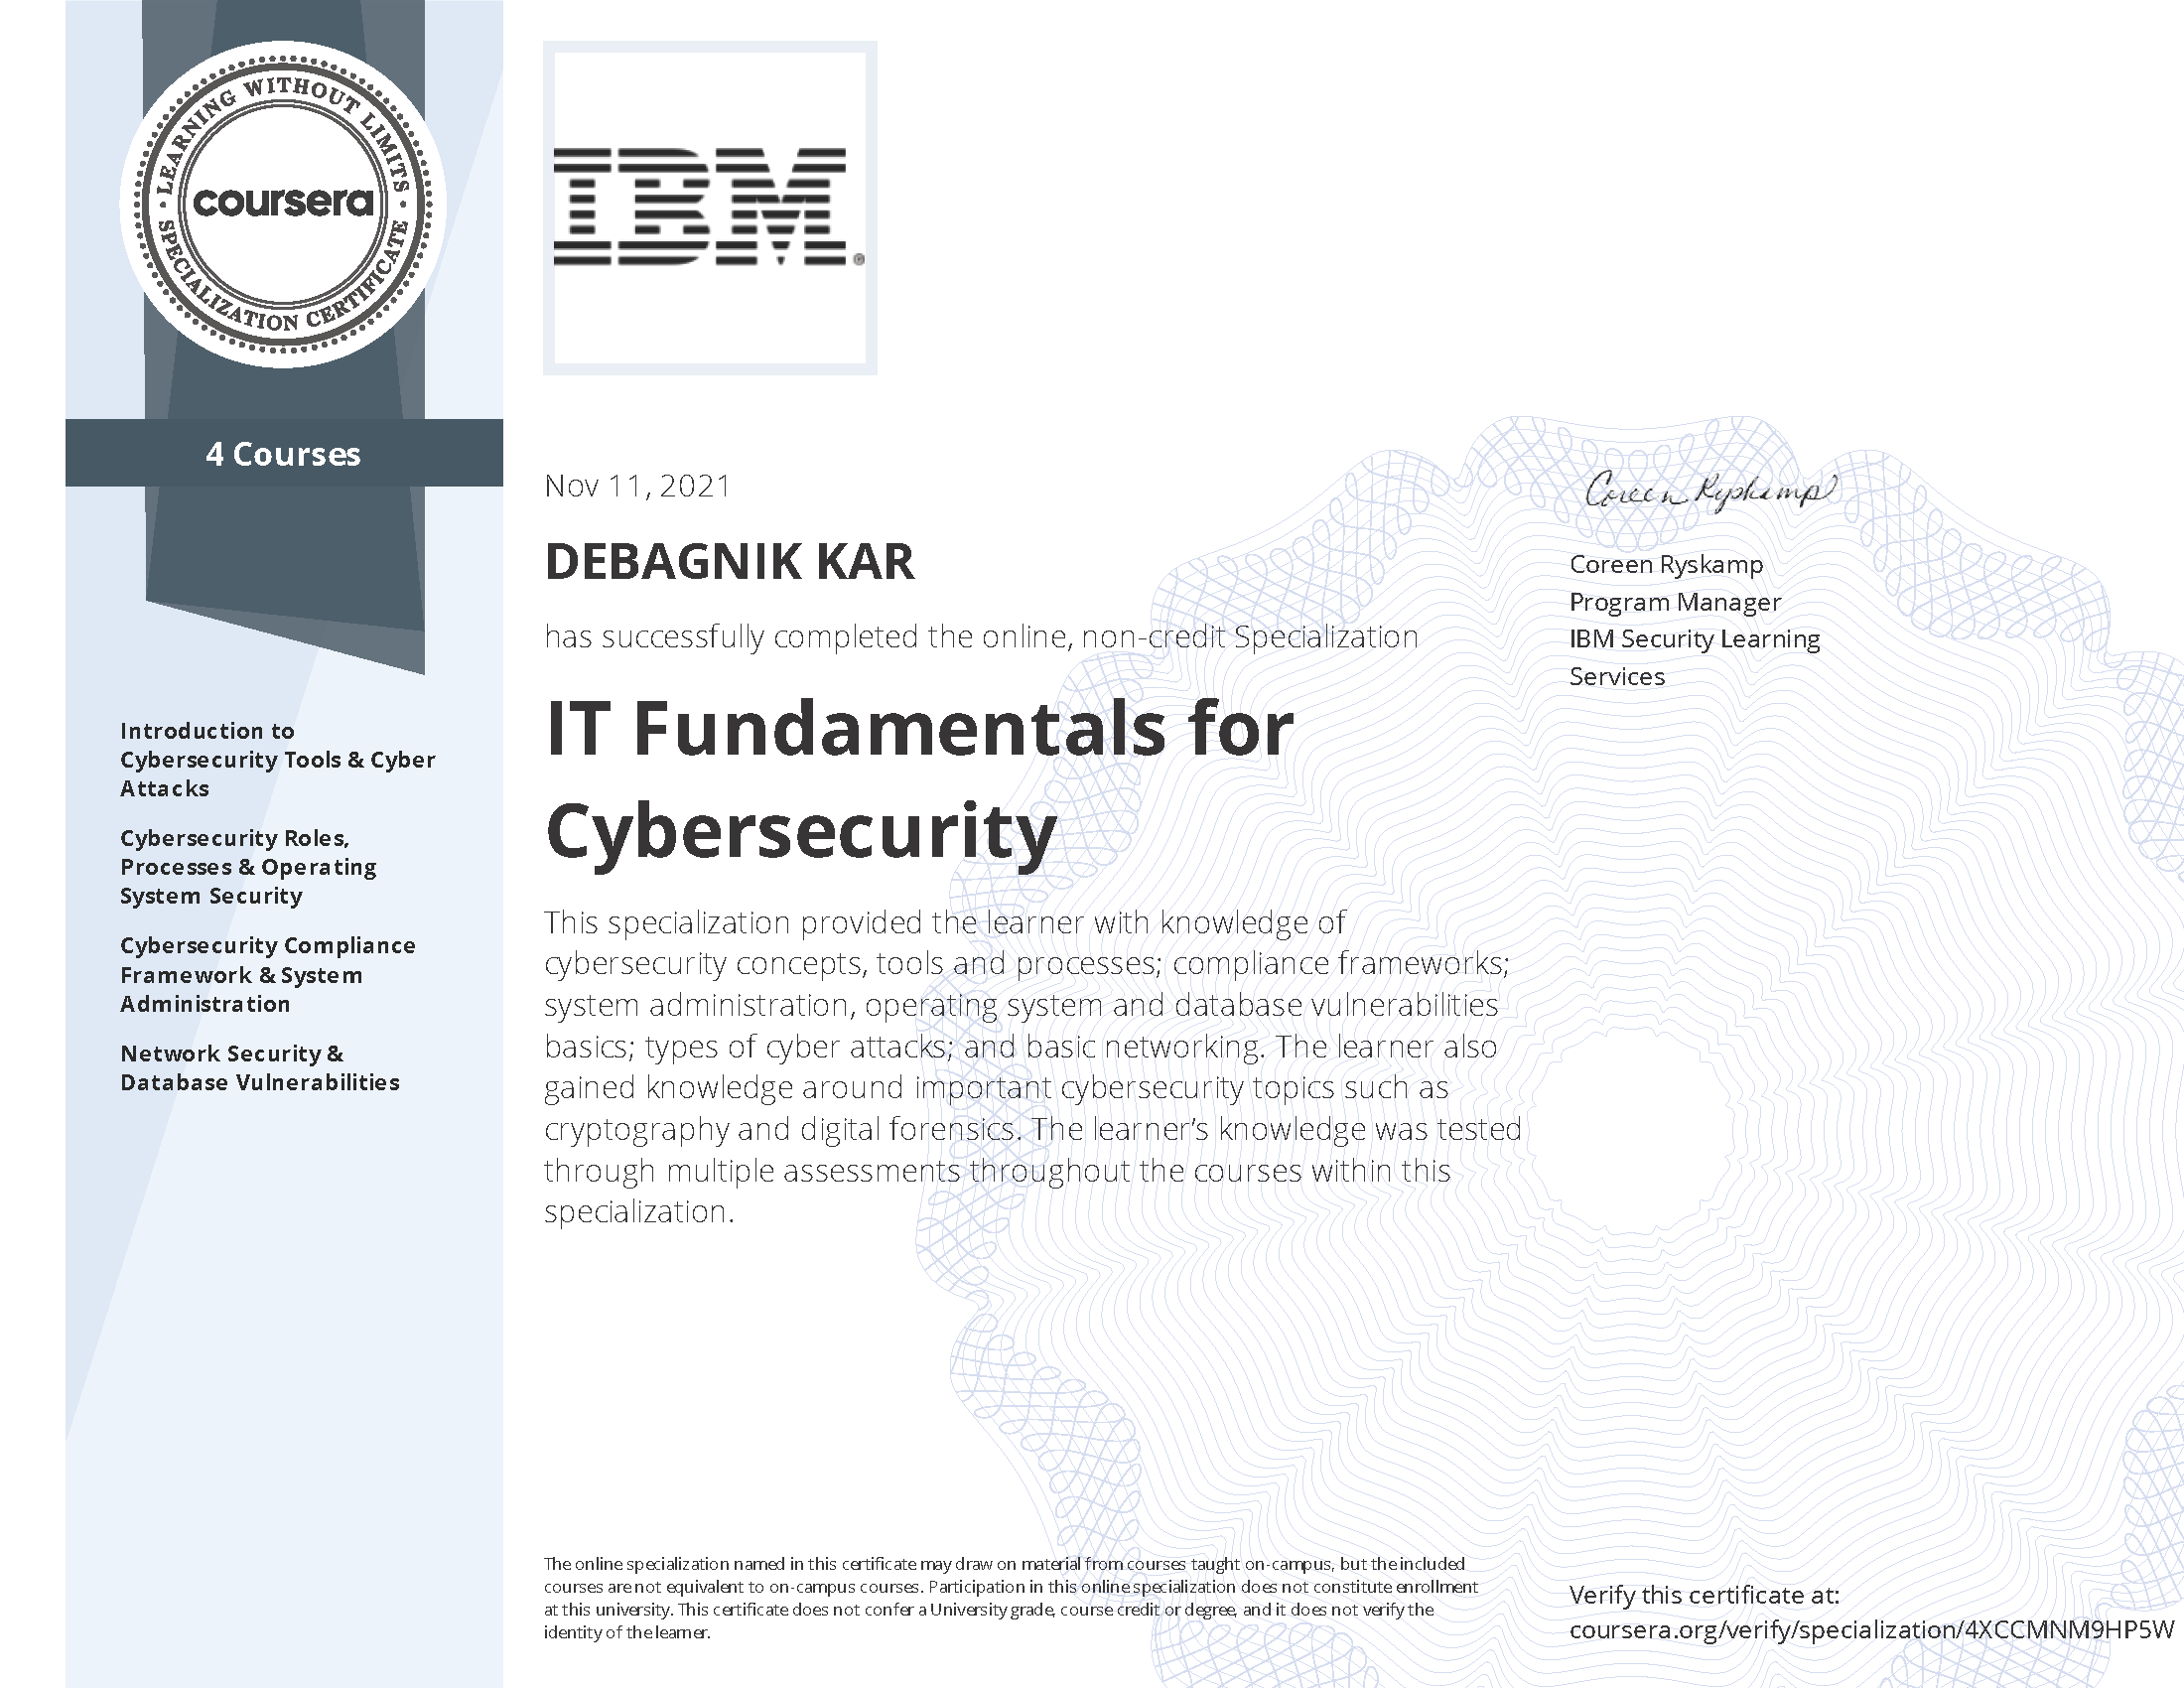 LEARNING WITHOUT LIMITS
coursera
SPECIALIZATION CERTIFICATE
4 Courses
Introduction to
Cybersecurity Tools & Cyber
Attacks
Cybersecurity Roles,
Processes & Operating
System Security
Cybersecurity Compliance
Framework & System
Administration
Network Security &
Database Vulnerabilities
IBM®
Nov 11, 2021
DEBAGNIK KAR
has successfully completed the online, non-credit Specialization
IT Fundamentals for
Cybersecurity
This specialization provided the learner with knowledge of
cybersecurity concepts, tools and processes; compliance frameworks;
system administration, operating system and database vulnerabilities
basics; types of cyber attacks; and basic networking. The learner also
gained knowledge around important cybersecurity topics such as
cryptography and digital forensics. The learner’s knowledge was tested
through multiple assessments throughout the courses within this
specialization.
Coreen Ryskamp
Coreen Ryskamp
Program Manager
IBM Security Learning
Services
The online specialization named in this certificate may draw on material from courses taught on-campus, but the included
courses are not equivalent to on-campus courses. Participation in this online specialization does not constitute enrollment
at this university. This certificate does not confer a University grade, course credit or degree, and it does not verify the
identity of the learner.
Verify this certificate at:
coursera.org/verify/specialization/4XCCMNM9HP5W